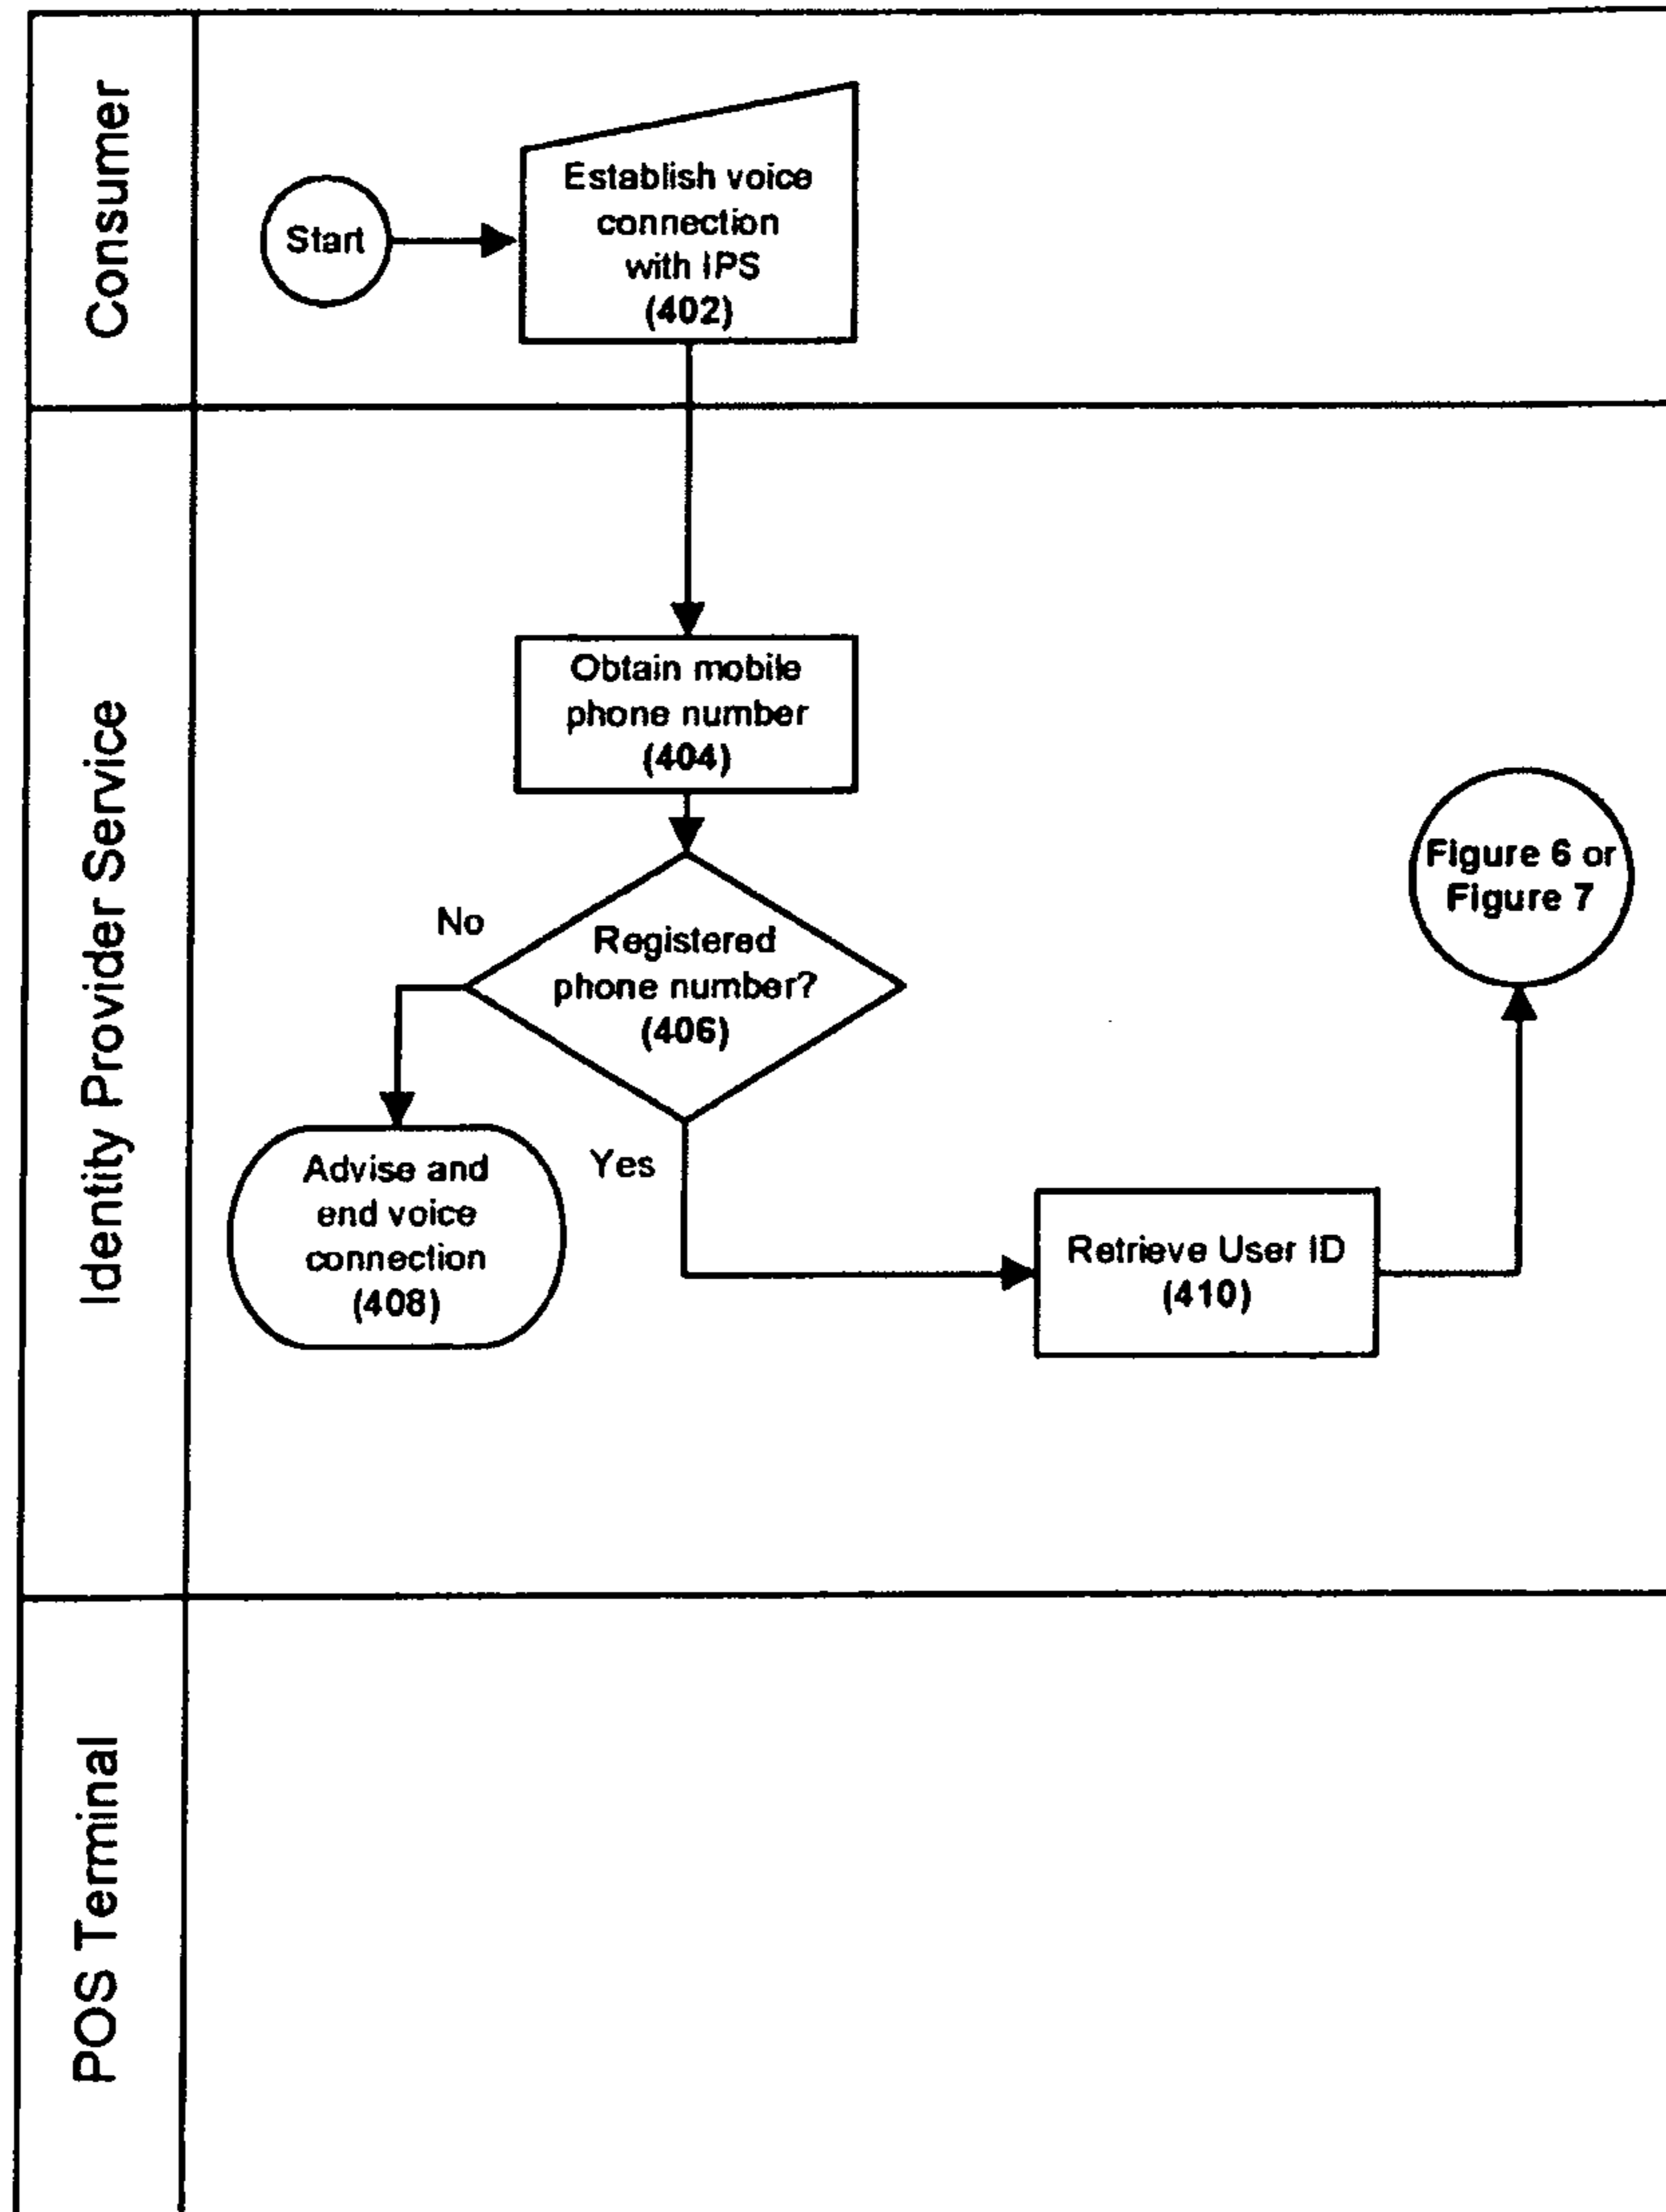 Consumer
Start
Establish voice
connection
with IPS
(402)
Identity Provider Service
Obtain mobile
phone number
(404)
Registered
phone number?
(406)
No
Yes
Advise and
end voice
connection
(408)
Retrieve User ID
(410)
Figure 6 or
Figure 7
POS Terminal